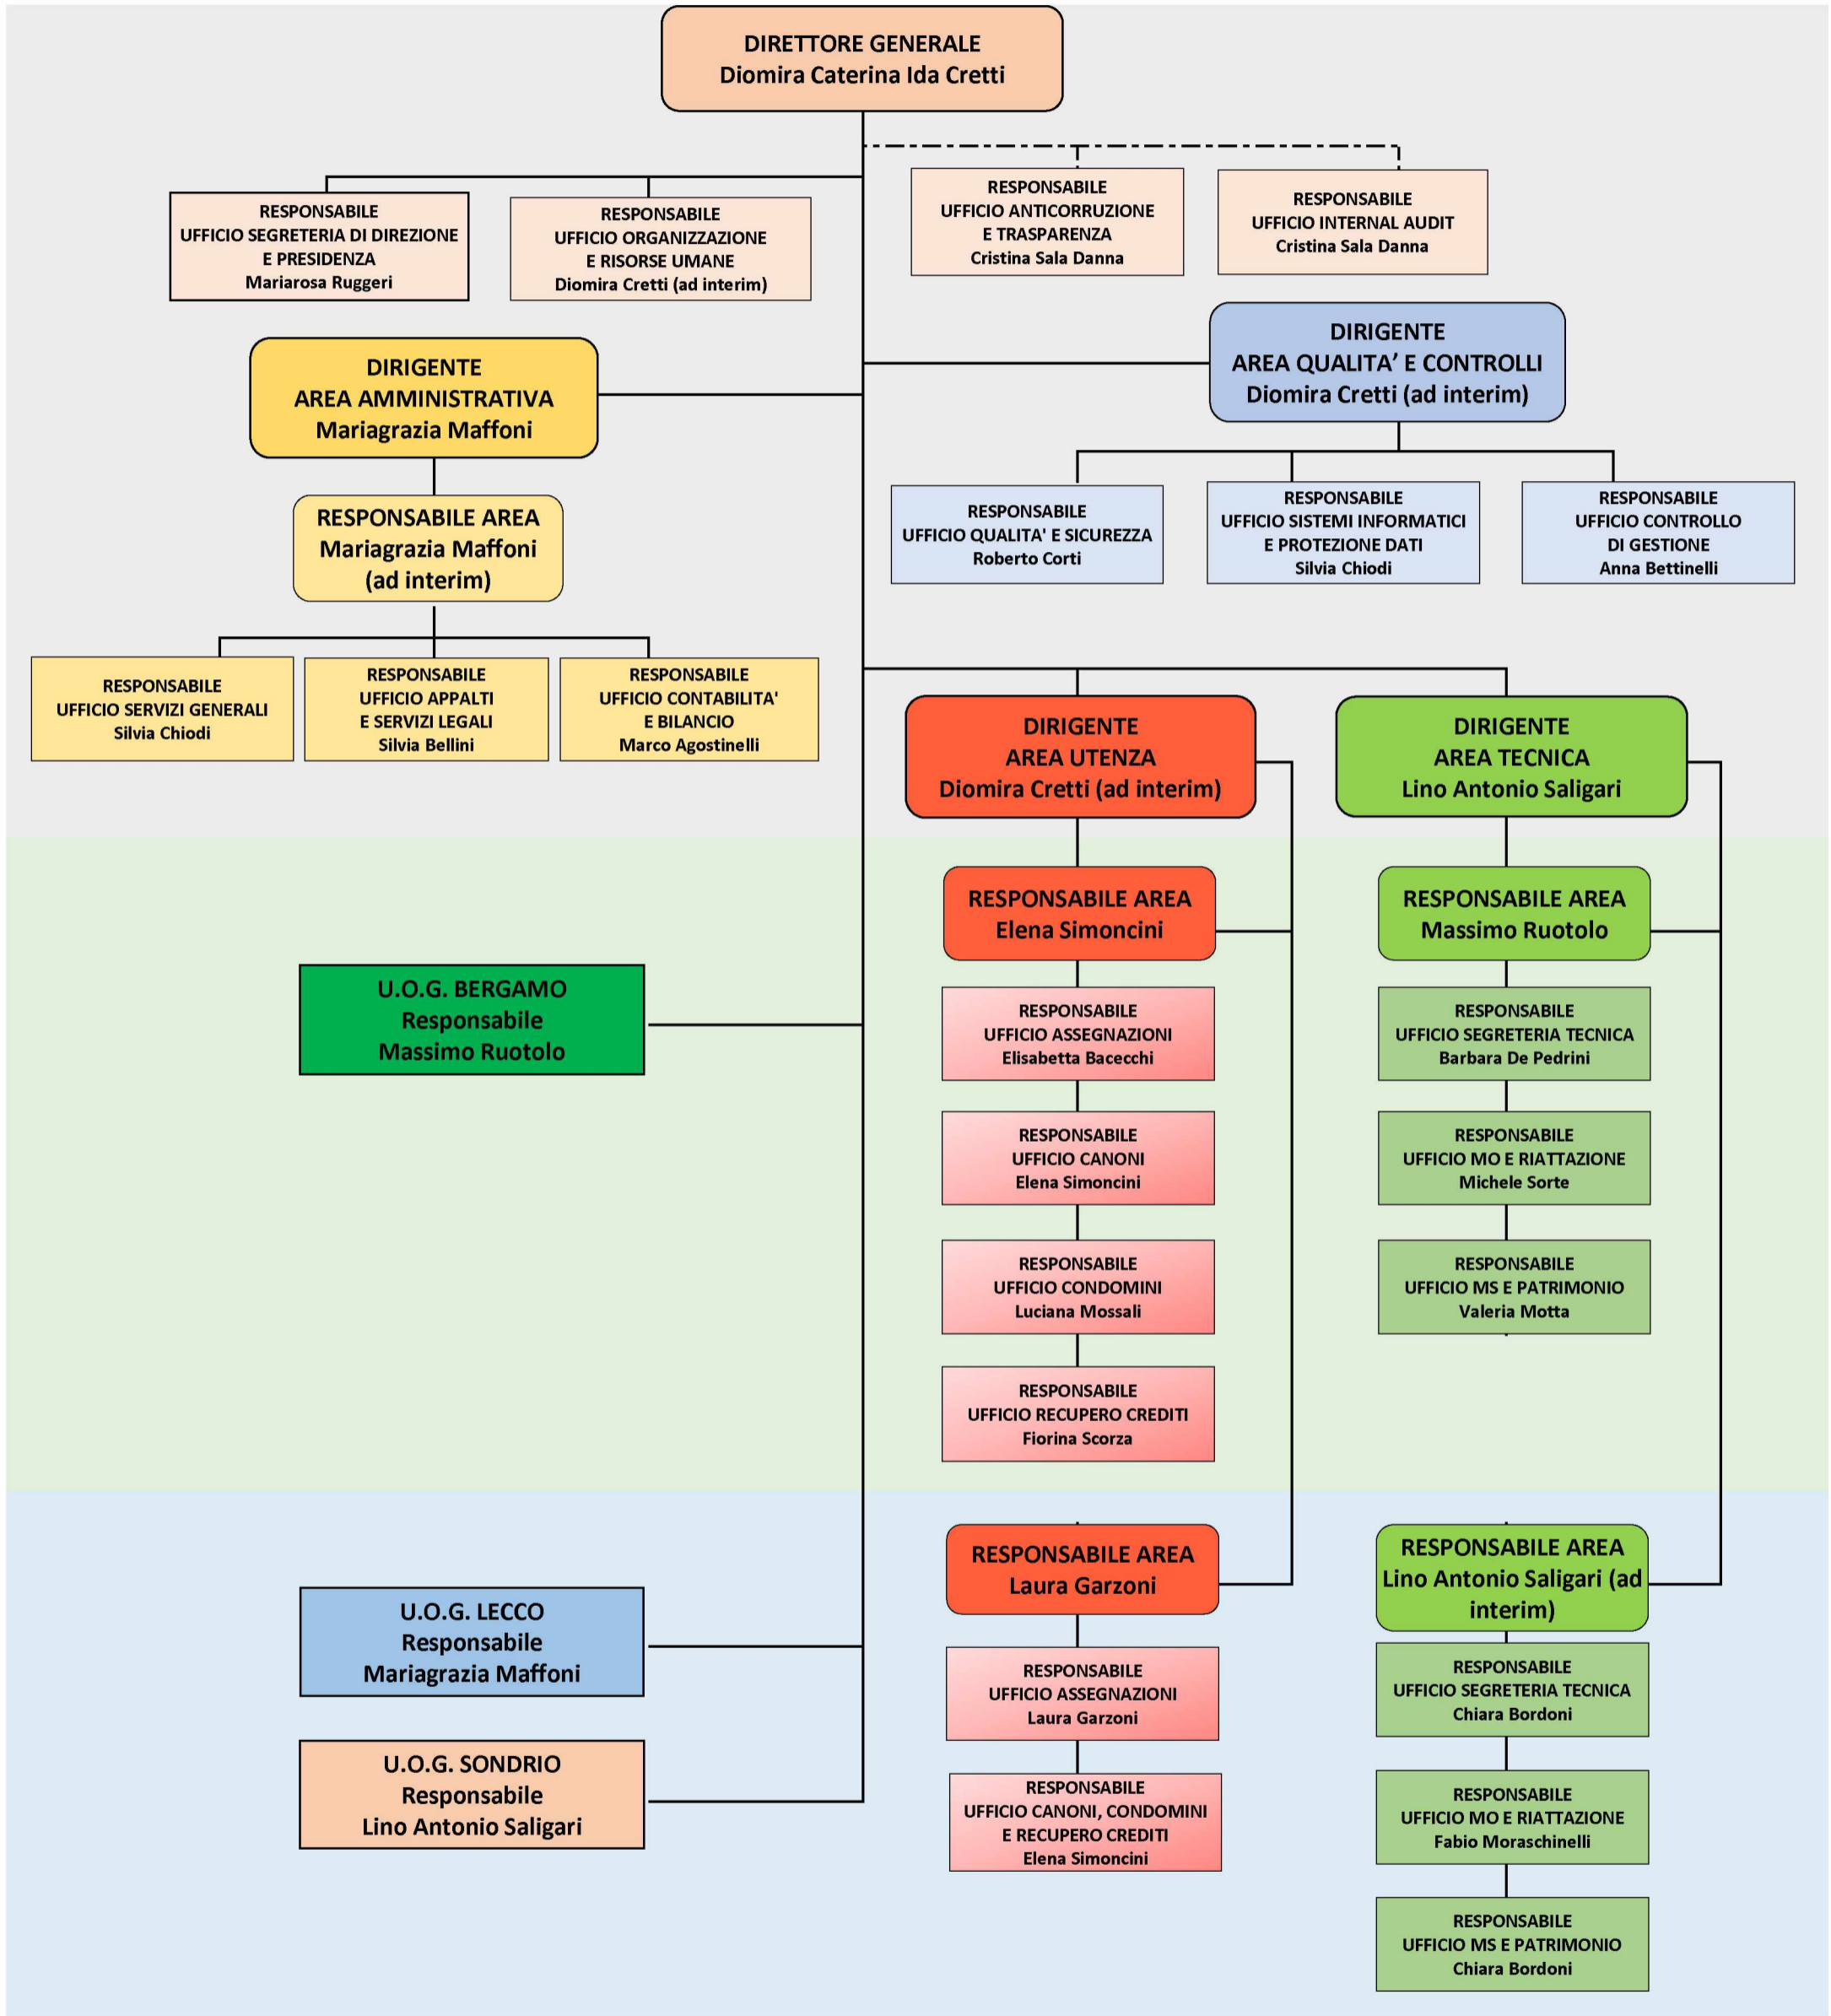 DIRETTORE GENERALE
Diomira Caterina Ida Cretti
RESPONSABILE
UFFICIO SEGRETERIA DI DIREZIONE
E PRESIDENZA
Mariarosa Ruggeri
RESPONSABILE
UFFICIO ORGANIZZAZIONE
E RISORSE UMANE
Diomira Cretti (ad interim)
RESPONSABILE
UFFICIO ANTICORRUZIONE
E TRASPARENZA
Cristina Sala Danna
RESPONSABILE
UFFICIO INTERNAL AUDIT
Cristina Sala Danna
DIRIGENTE
AREA AMMINISTRATIVA
Mariagrazia Maffoni
DIRIGENTE
AREA QUALITA’ E CONTROLLI
Diomira Cretti (ad interim)
RESPONSABILE AREA
Mariagrazia Maffoni
(ad interim)
RESPONSABILE
UFFICIO QUALITA' E SICUREZZA
Roberto Corti
RESPONSABILE
UFFICIO SISTEMI INFORMATICI
E PROTEZIONE DATI
Silvia Chiodi
RESPONSABILE
UFFICIO CONTROLLO
DI GESTIONE
Anna Bettinelli
RESPONSABILE
UFFICIO SERVIZI GENERALI
Silvia Chiodi
RESPONSABILE
UFFICIO APPALTI
E SERVIZI LEGALI
Silvia Bellini
RESPONSABILE
UFFICIO CONTABILITA'
E BILANCIO
Marco Agostinelli
DIRIGENTE
AREA UTENZA
Diomira Cretti (ad interim)
DIRIGENTE
AREA TECNICA
Lino Antonio Saligari
U.O.G. BERGAMO
Responsabile
Massimo Ruotolo
RESPONSABILE AREA
Elena Simoncini
RESPONSABILE
UFFICIO ASSEGNAZIONI
Elisabetta Bacecchi
RESPONSABILE
UFFICIO CANONI
Elena Simoncini
RESPONSABILE
UFFICIO CONDOMINI
Luciana Mossali
RESPONSABILE
UFFICIO RECUPERO CREDITI
Fiorina Scorza
RESPONSABILE AREA
Massimo Ruotolo
RESPONSABILE
UFFICIO SEGRETERIA TECNICA
Barbara De Pedrini
RESPONSABILE
UFFICIO MO E RIATTAZIONE
Michele Sorte
RESPONSABILE
UFFICIO MS E PATRIMONIO
Valeria Motta
U.O.G. LECCO
Responsabile
Mariagrazia Maffoni
U.O.G. SONDRIO
Responsabile
Lino Antonio Saligari
RESPONSABILE AREA
Laura Garzoni
RESPONSABILE
UFFICIO ASSEGNAZIONI
Laura Garzoni
RESPONSABILE
UFFICIO CANONI, CONDOMINI
E RECUPERO CREDITI
Elena Simoncini
RESPONSABILE AREA
Lino Antonio Saligari (ad
interim)
RESPONSABILE
UFFICIO SEGRETERIA TECNICA
Chiara Bordoni
RESPONSABILE
UFFICIO MO E RIATTAZIONE
Fabio Moraschinelli
RESPONSABILE
UFFICIO MS E PATRIMONIO
Chiara Bordoni